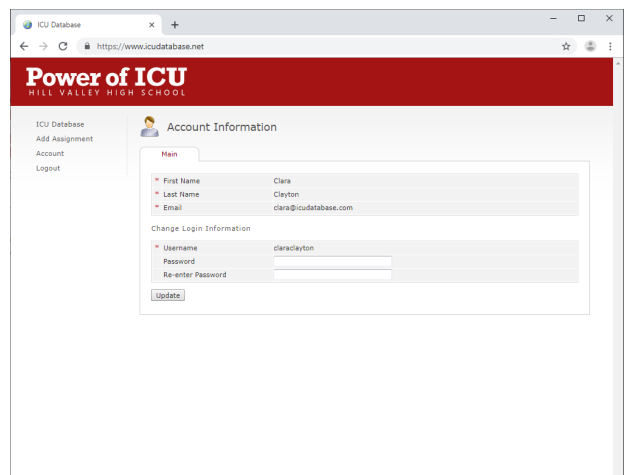 ICU Database
https://www.icudatabase.net
Power of ICU
HILL VALLEY HIGH SCHOOL
ICU Database
Add Assignment
Account
Logout
Account Information
Main
* First Name Clara
* Last Name Clayton
* Email clara@icudatabase.com
Change Login Information
* Username claraclayton
Password
Re-enter Password
Update